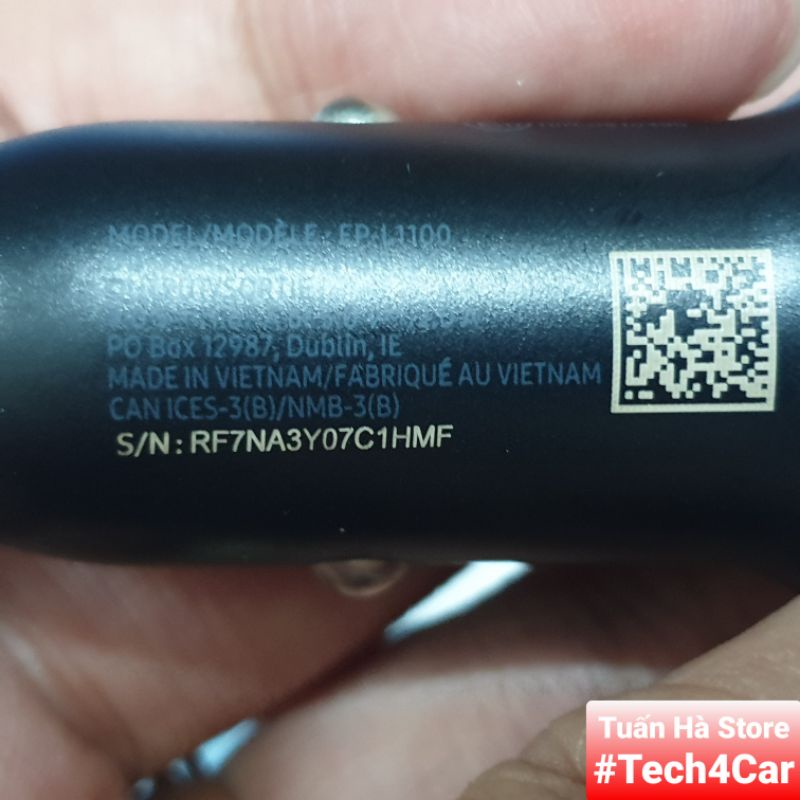 MODEL/MODÈLE : EP-L1100
PO Box 12987, Dublin, IE
MADE IN VIETNAM/FABRIQUÉ AU VIETNAM
CAN ICES-3(B)/NMB-3(B)
S/N : RF7NA3Y07C1HMF
Tuấn Hà Store
#Tech4Car